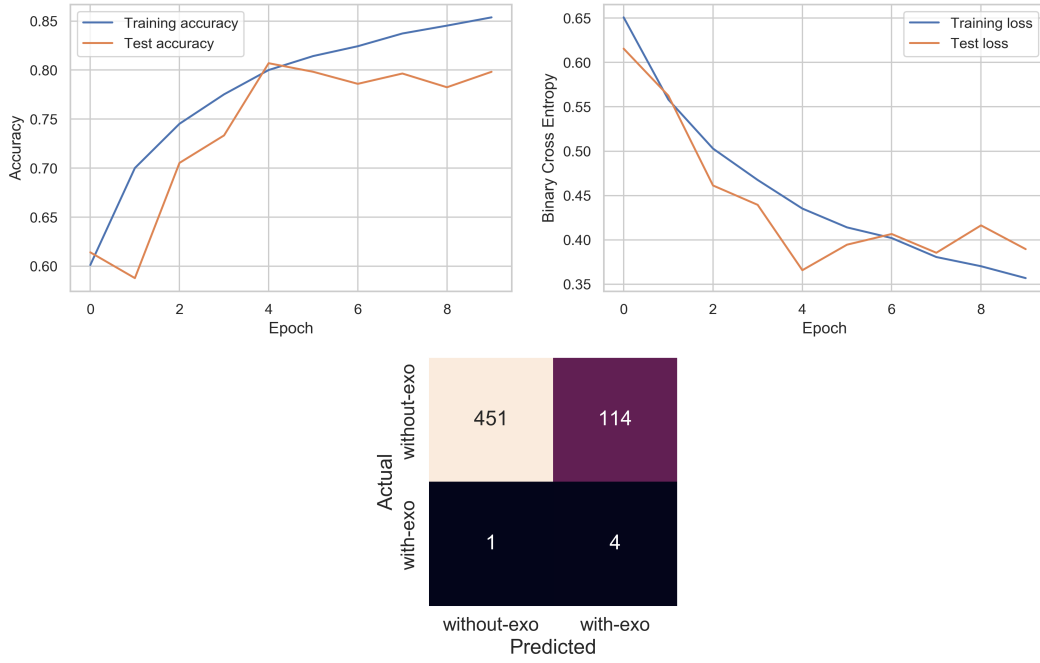 Training accuracy
Test accuracy
0.85
0.80
0.75
0.70
0.65
0.60
Accuracy
0 2 4 6 8
Epoch
Training loss
Test loss
0.65
0.60
0.55
0.50
0.45
0.40
0.35
Binary Cross Entropy
0 2 4 6 8
Epoch
Actual
without-exo
451 114
with-exo
1 4
without-exo with-exo
Predicted